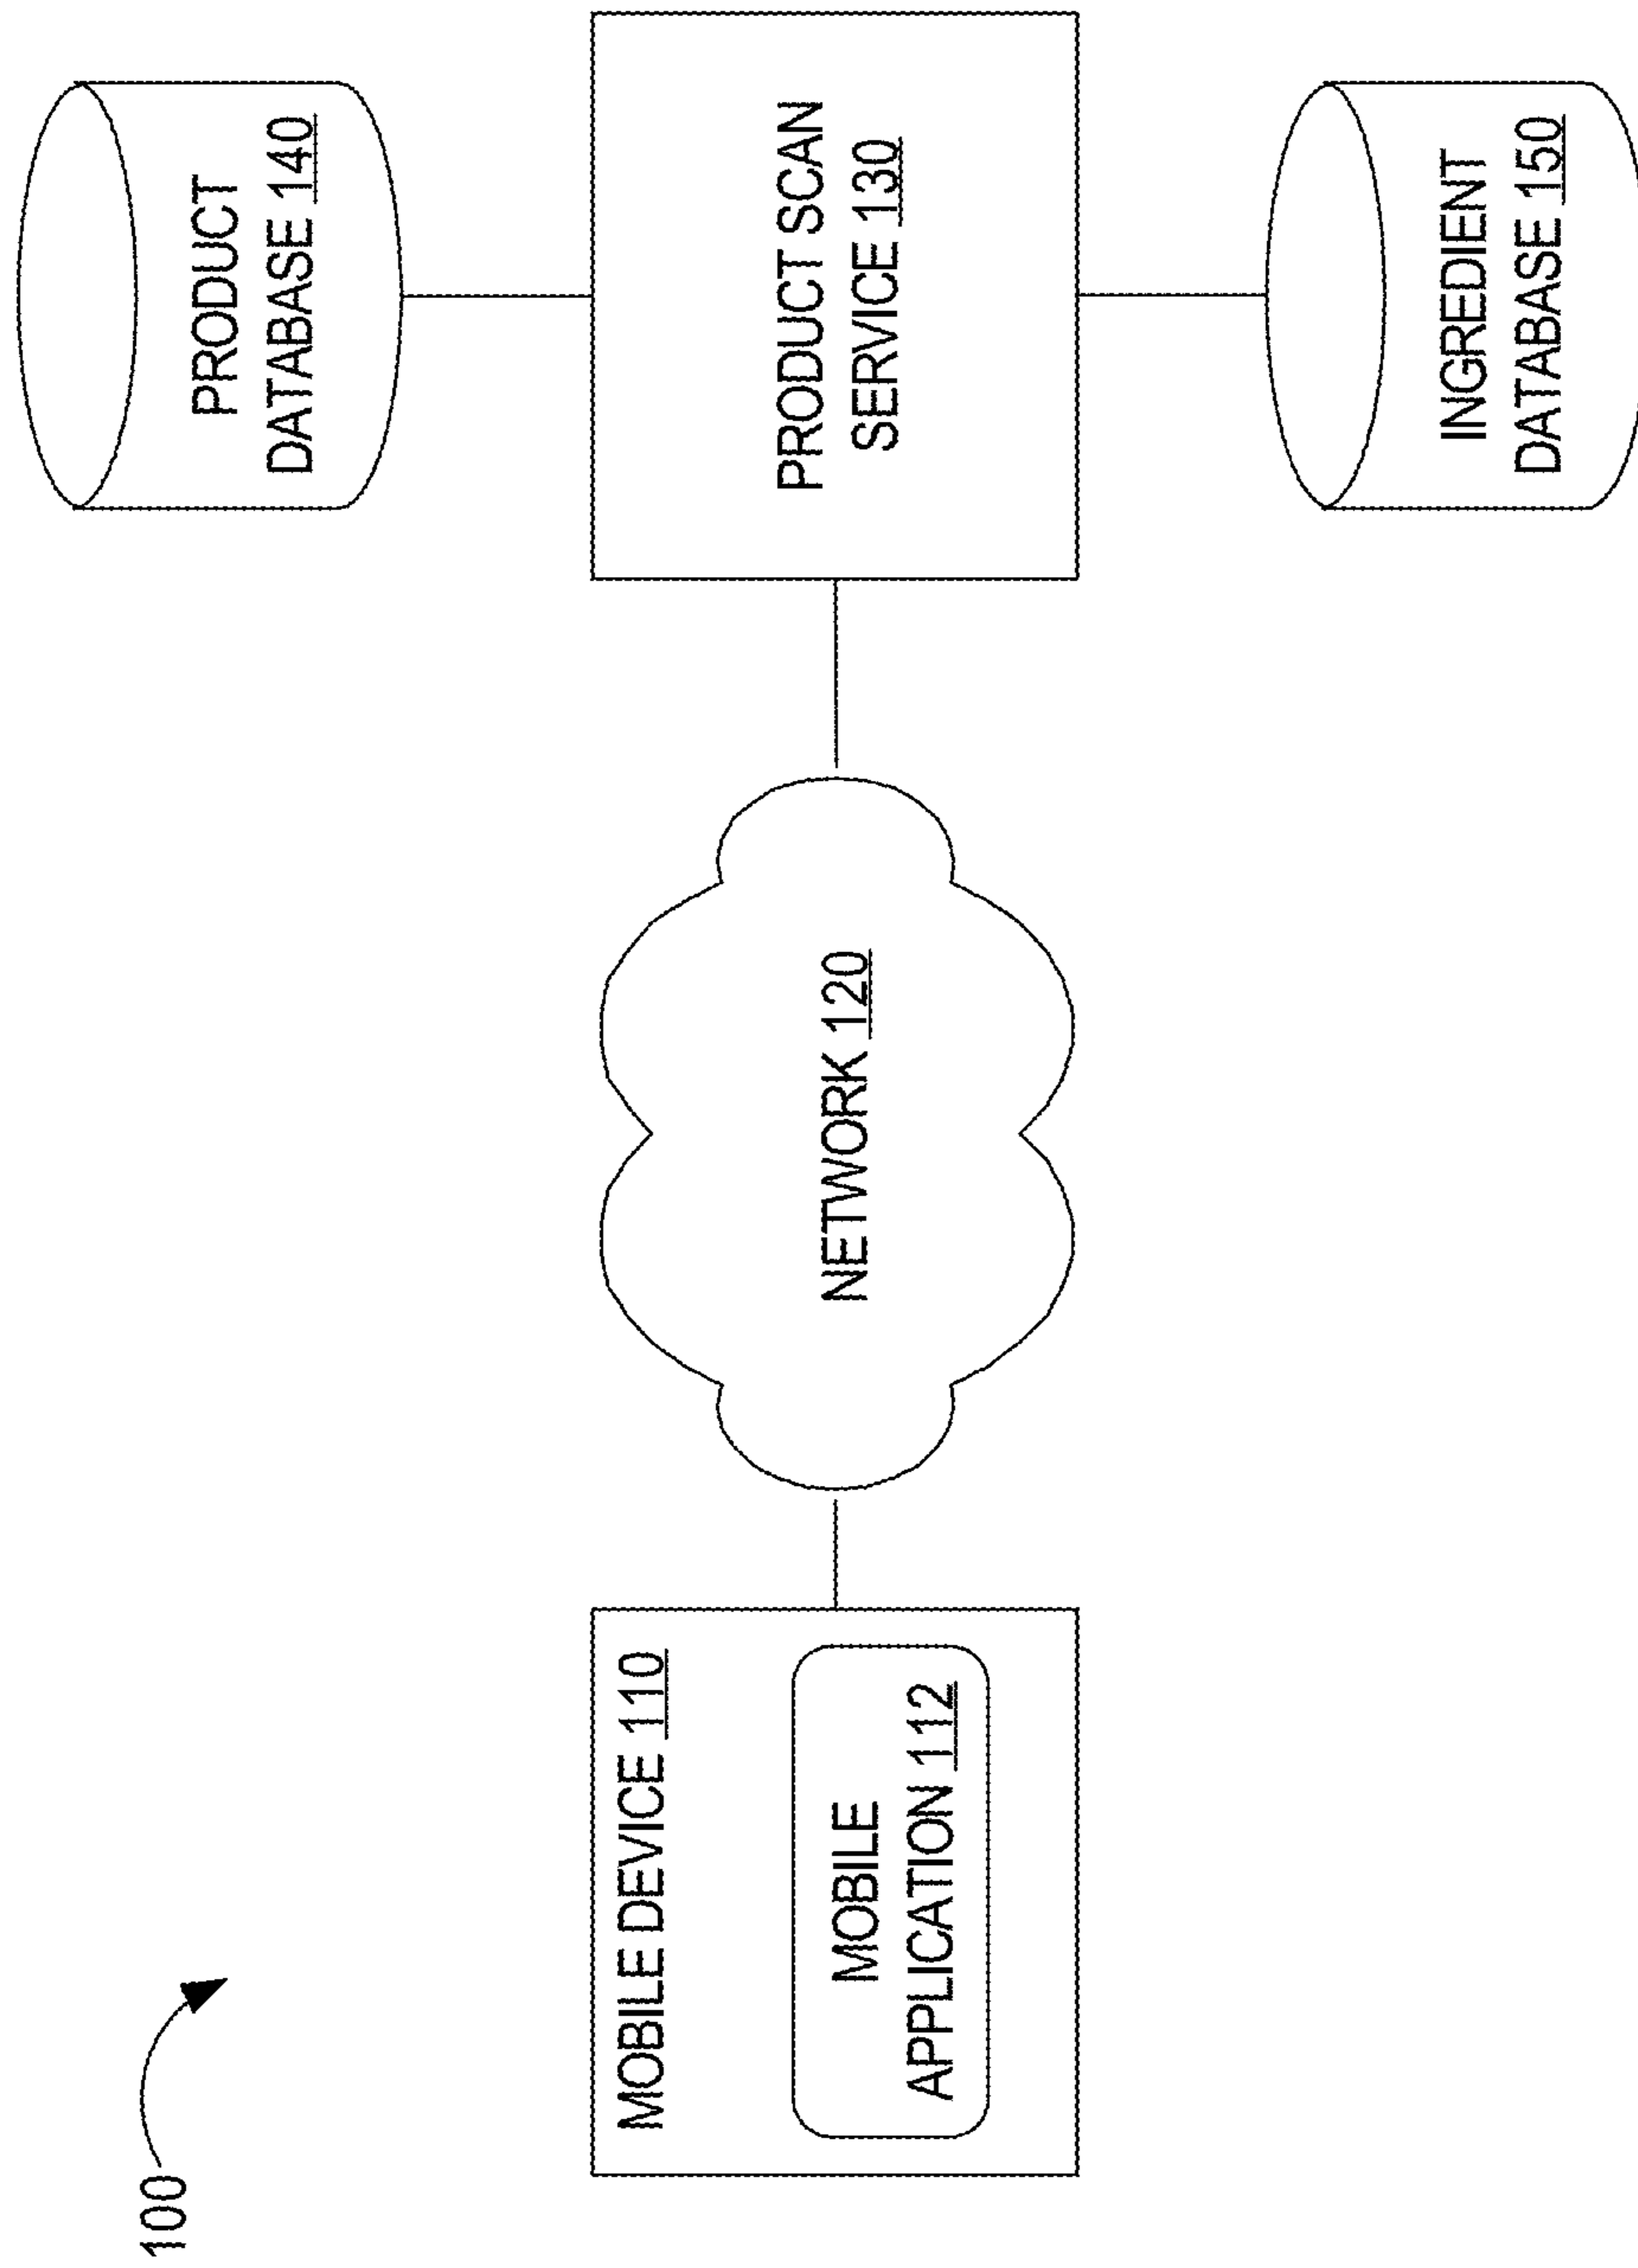 100
MOBILE DEVICE 110
MOBILE
APPLICATION 112
NETWORK 120
PRODUCT
DATABASE 140
PRODUCT SCAN
SERVICE 130
INGREDIENT
DATABASE 150